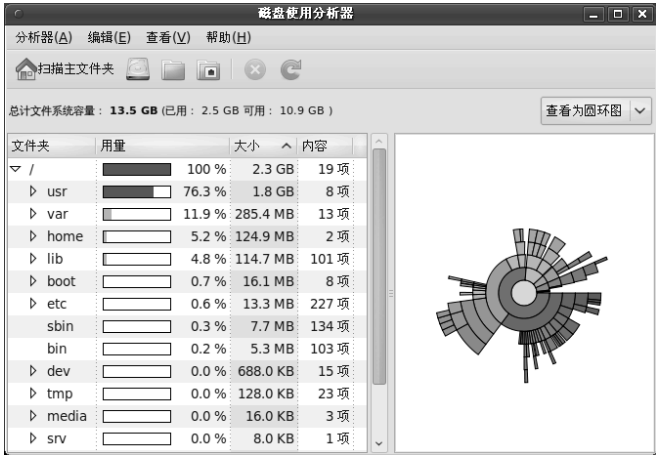 磁盘使用分析器
分析器(A) 编辑(E) 查看(V) 帮助(H)
扫描主文件夹
总计文件系统容量： 13.5 GB (已用： 2.5 GB 可用： 10.9 GB )
查看为圆环图
文件夹 用量 大小 内容
/ 100 % 2.3 GB 19 项
usr 76.3 % 1.8 GB 8 项
var 11.9 % 285.4 MB 13 项
home 5.2 % 124.9 MB 2 项
lib 4.8 % 114.7 MB 101 项
boot 0.7 % 16.1 MB 8 项
etc 0.6 % 13.3 MB 227 项
sbin 0.3 % 7.7 MB 134 项
bin 0.2 % 5.3 MB 103 项
dev 0.0 % 688.0 KB 15 项
tmp 0.0 % 128.0 KB 23 项
media 0.0 % 16.0 KB 3 项
srv 0.0 % 8.0 KB 1 项